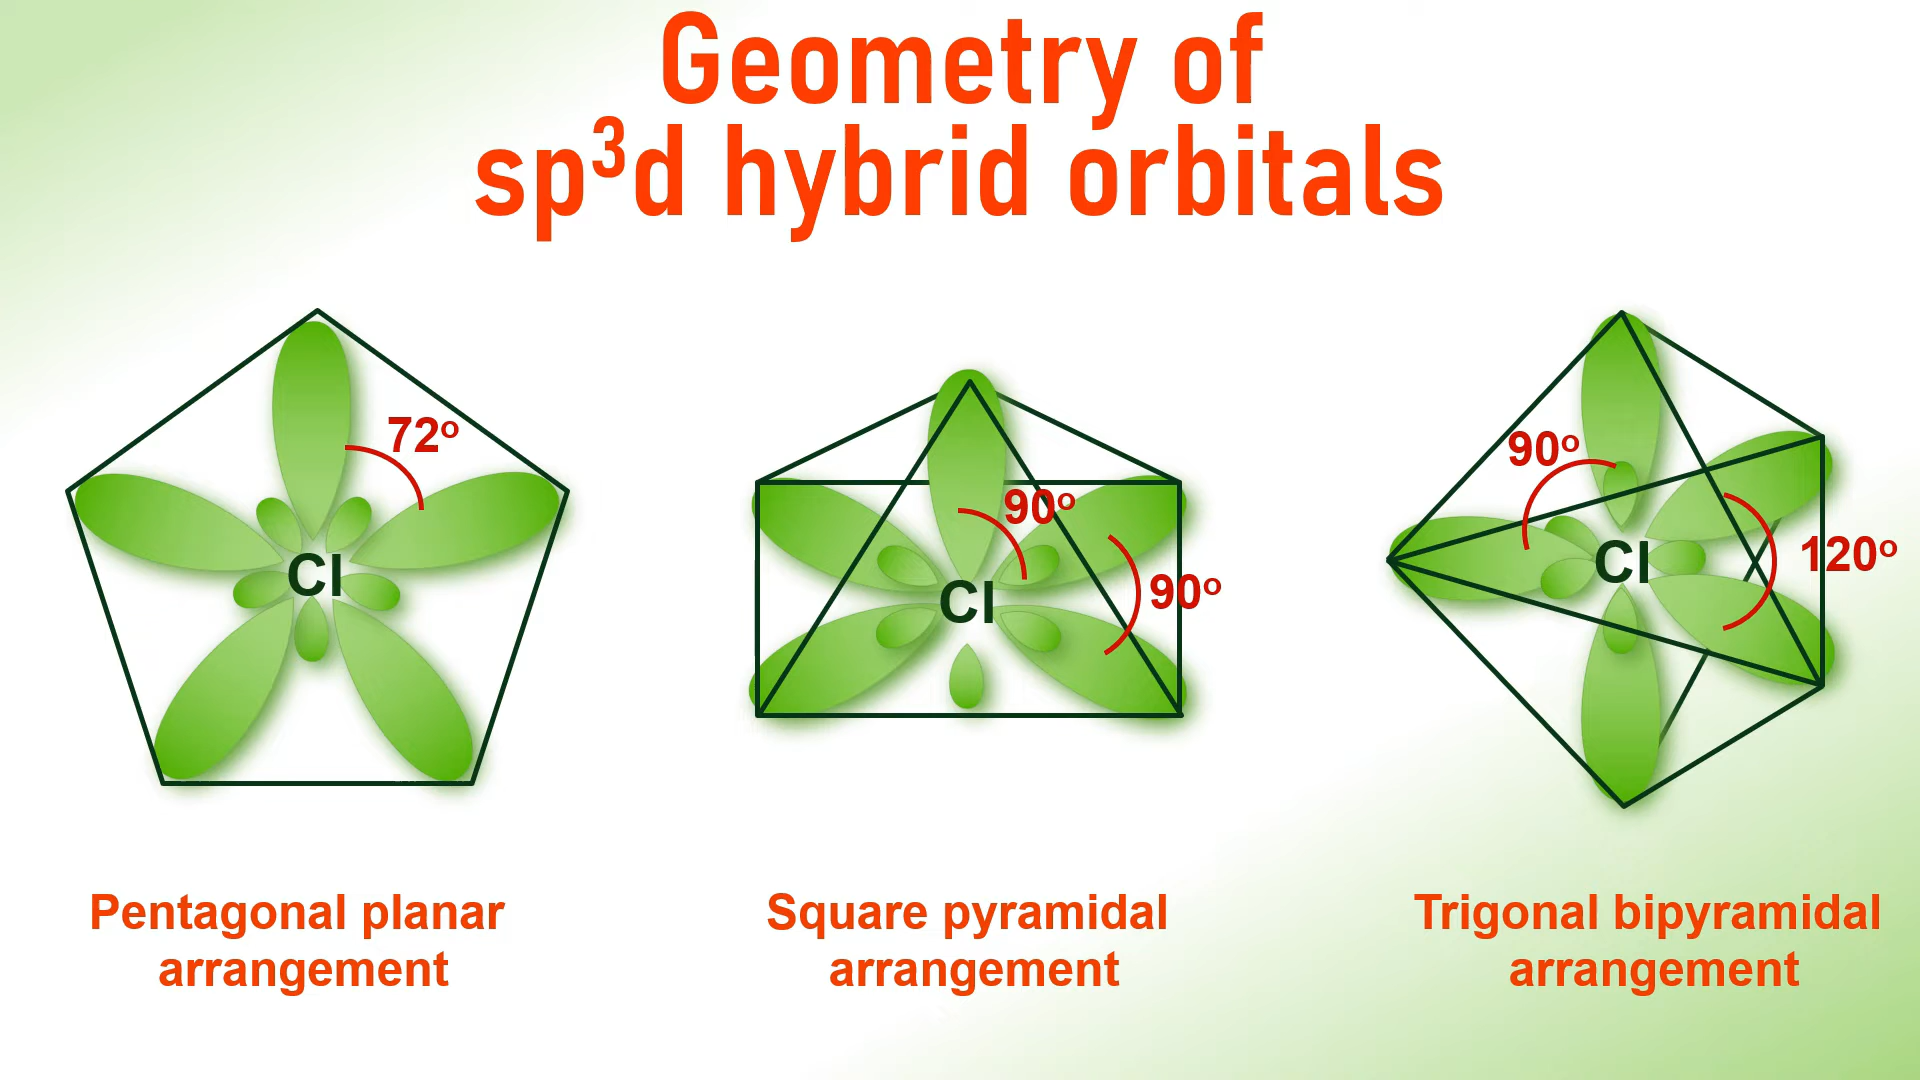 Geometry of
sp³d hybrid orbitals
72º
Cl
90º
90º
Cl
90º
120º
Cl
Pentagonal planar
arrangement
Square pyramidal
arrangement
Trigonal bipyramidal
arrangement